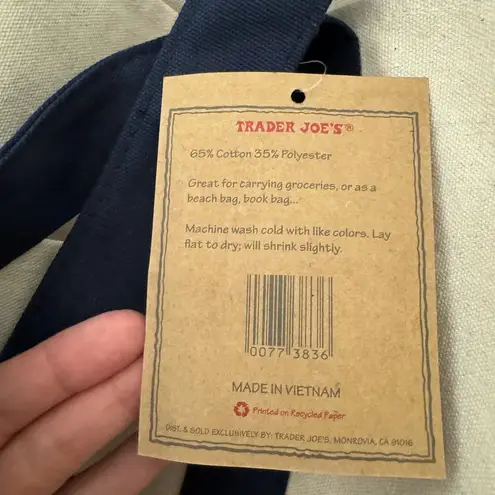 TRADER JOE'S®
65% Cotton 35% Polyester
Great for carrying groceries, or as a
beach bag, book bag...
Machine wash cold with like colors. Lay
flat to dry; will shrink slightly.
0077 3836
MADE IN VIETNAM
Printed on Recycled Paper
DIST. & SOLD EXCLUSIVELY BY: TRADER JOE'S, MONROVIA, CA 91016